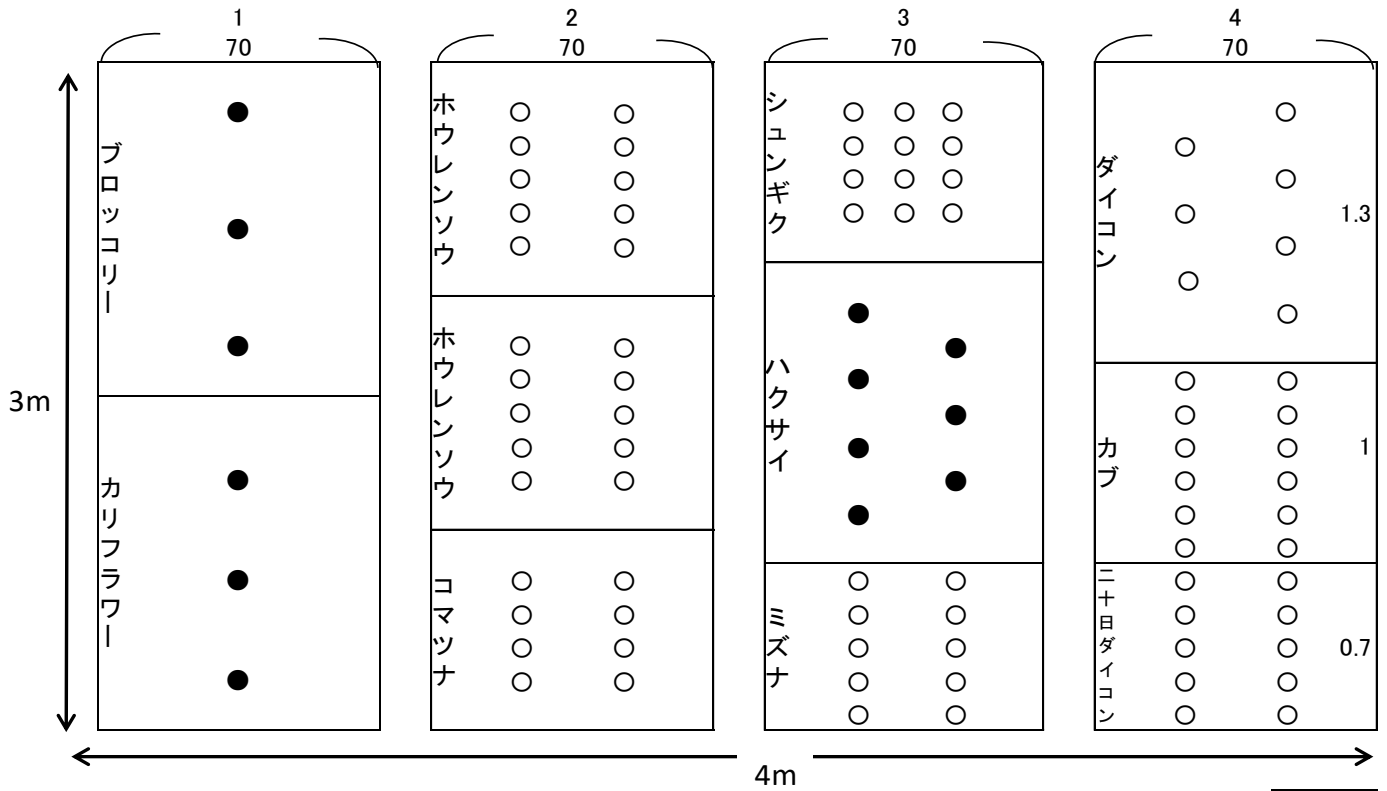 1
70
2
70
3
70
4
70
3m
ブロッコリー
カリフラワー
ホウレンソウ
ホウレンソウ
コマツナ
シュンギク
ハクサイ
ミズナ
ダイコン
1.3
カブ
1
二十日ダイコン
0.7
4m